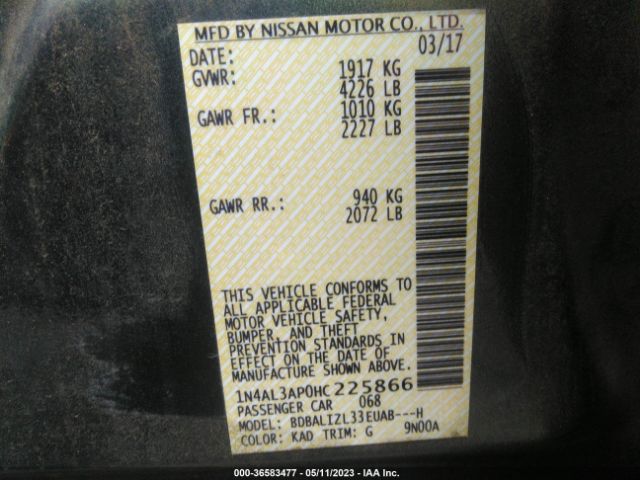 MFD BY NISSAN MOTOR CO., LTD.
DATE: 03/17
GVWR: 1917 KG
4226 LB
GAWR FR.: 1010 KG
2227 LB
GAWR RR.: 940 KG
2072 LB
THIS VEHICLE CONFORMS TO
ALL APPLICABLE FEDERAL
MOTOR VEHICLE SAFETY,
BUMPER, AND THEFT
PREVENTION STANDARDS IN
EFFECT ON THE DATE OF
MANUFACTURE SHOWN ABOVE.
1N4AL3AP0HC225866
PASSENGER CAR 068
MODEL: BDBALIZL33EUAB---H
COLOR: KAD TRIM: G 9N00A
000-36583477 - 05/11/2023 - IAA Inc.